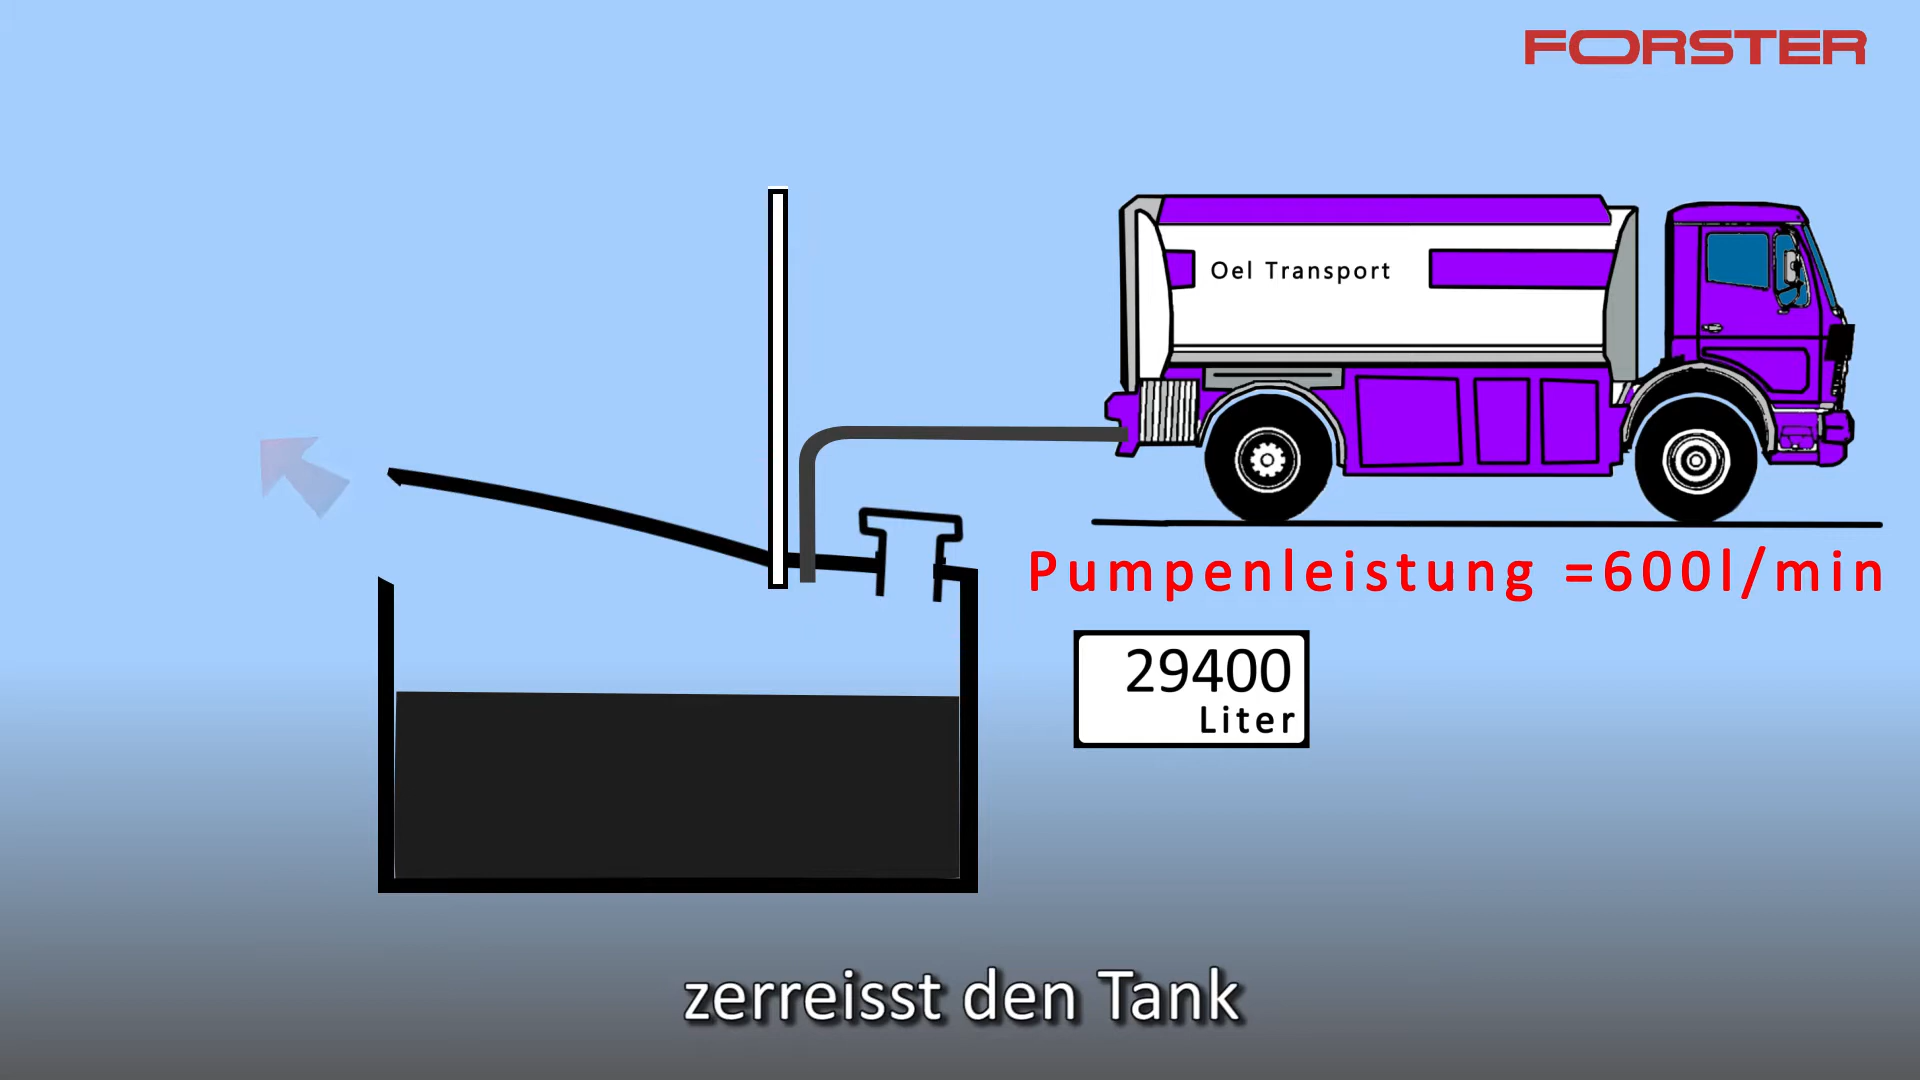 FORSTER
Oel Transport
Pumpenleistung =600l/min
29400
Liter
zerreisst den Tank